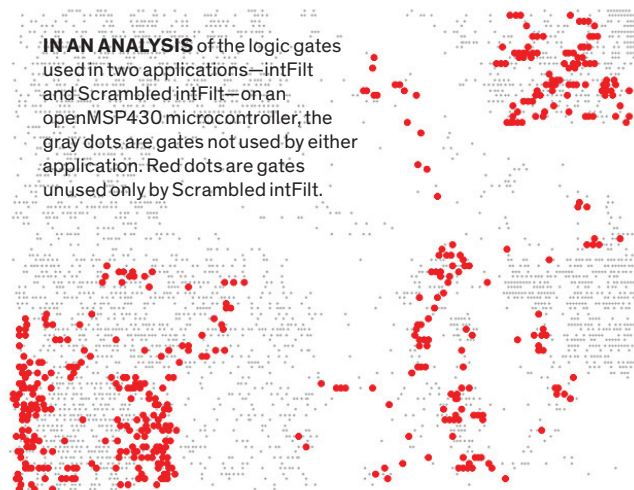 IN AN ANALYSIS of the logic gates
used in two applications—intFilt
and Scrambled intFilt—on an
openMSP430 microcontroller, the
gray dots are gates not used by either
application. Red dots are gates
unused only by Scrambled intFilt.